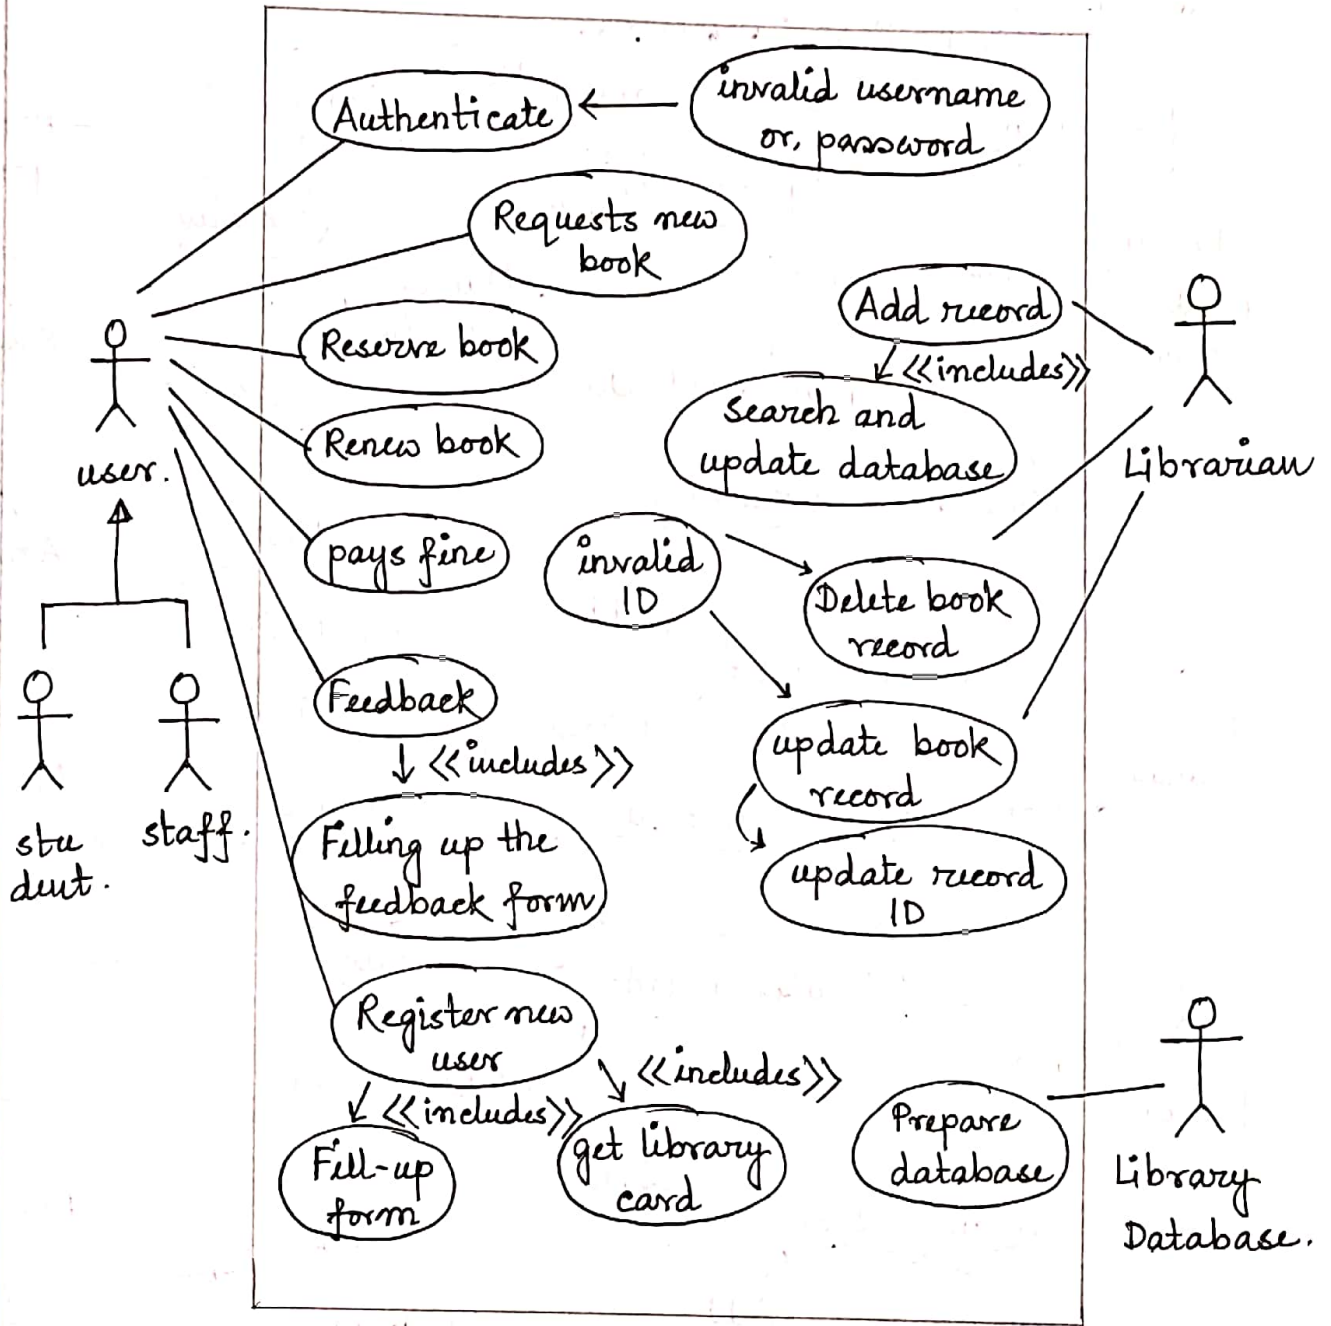 Authenticate
invalid username
or, password
Requests new
book
Add record
Reserve book
<<includes>>
search and
update database
Renew book
Librarian
user.
pays fine
invalid
ID
Delete book
record
Feedback
<<includes>>
update book
record
stu
dent.
staff.
Filling up the
feedback form
update record
ID
Register new
user
<<includes>>
<<includes>>
Fill-up
form
get library
card
Prepare
database
Library
Database.